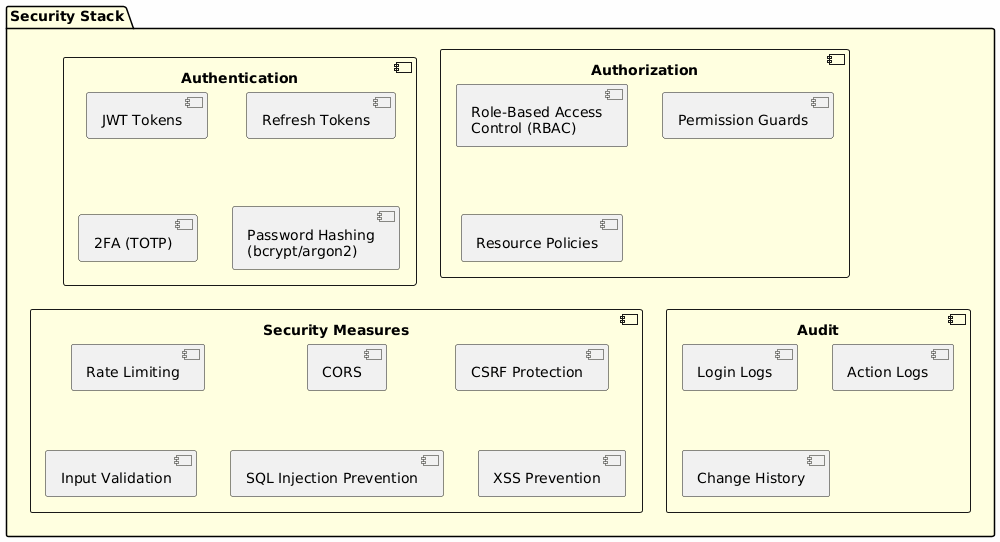 Security Stack
Authentication
JWT Tokens
Refresh Tokens
2FA (TOTP)
Password Hashing
(bcrypt/argon2)
Authorization
Role-Based Access
Control (RBAC)
Permission Guards
Resource Policies
Security Measures
Rate Limiting
CORS
CSRF Protection
Input Validation
SQL Injection Prevention
XSS Prevention
Audit
Login Logs
Action Logs
Change History